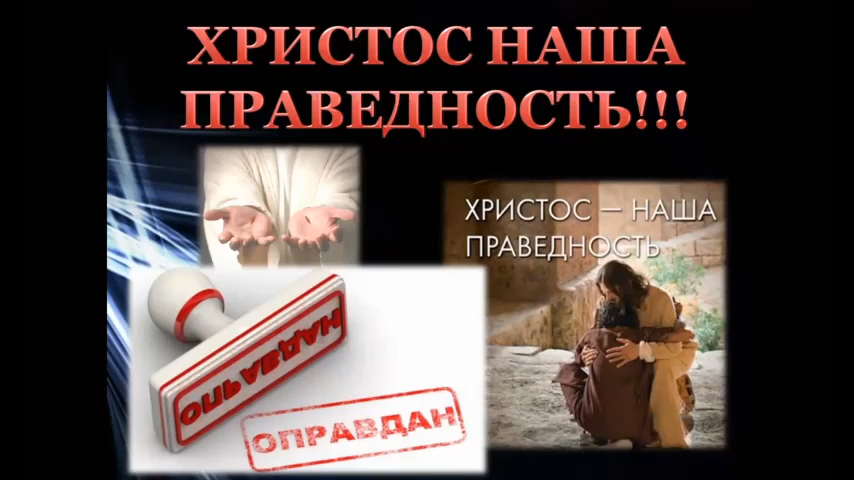 ХРИСТОС НАША
ПРАВЕДНОСТЬ!!!
ХРИСТОС – НАША
ПРАВЕДНОСТЬ
ОПРАВДАН
ОПРАВДАН